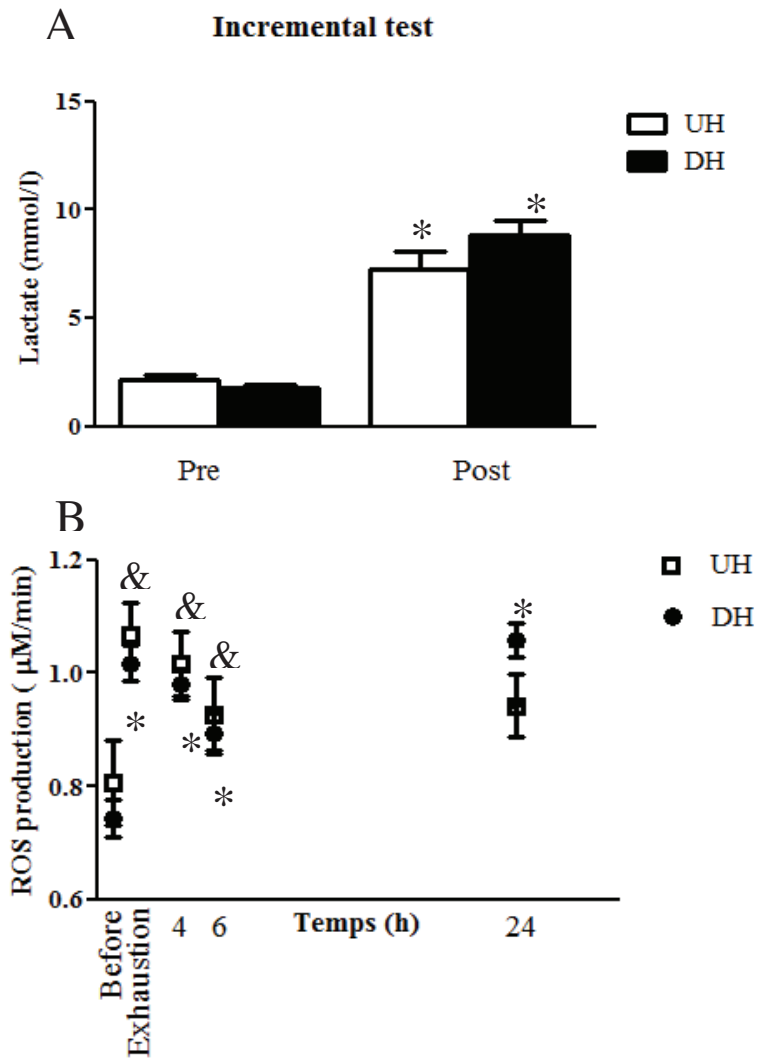 A
Incremental test
Lactate (mmol/l)
15
10
5
0
* *
Pre Post
UH
DH
B
ROS production ( µM/min)
1.2
1.0
0.8
0.6
& & & *
* * *
Before
Exhaustion
4 6 Temps (h) 24
UH
DH